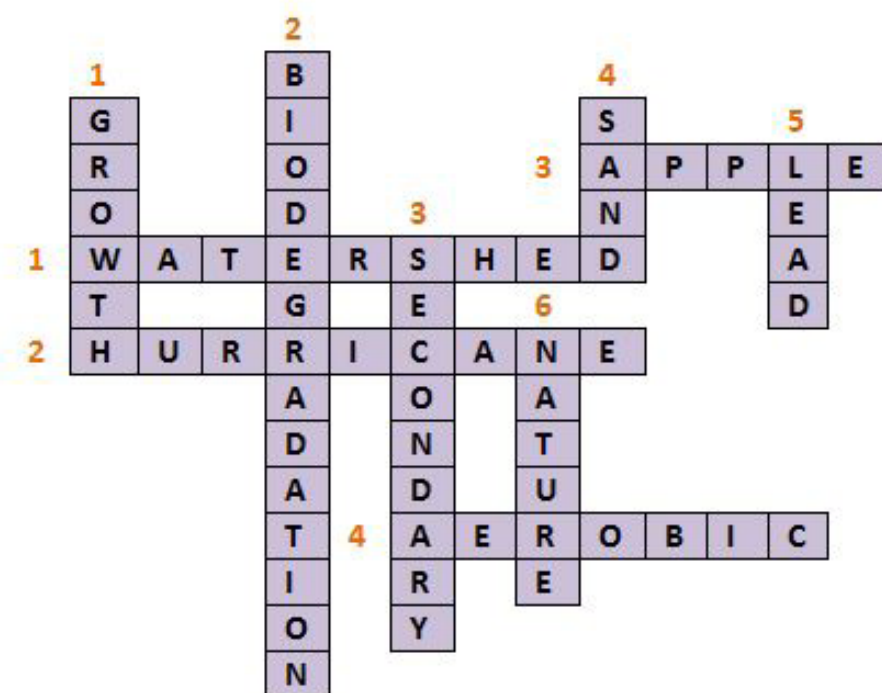 2
B
1 4
G I S 5
R O 3 A P P L E
O D 3 N E
1 W A T E R S H E D A
T G E 6 D
2 H U R R I C A N E
A O A
D N T
A D U
T 4 A E R O B I C
I R E
O Y
N